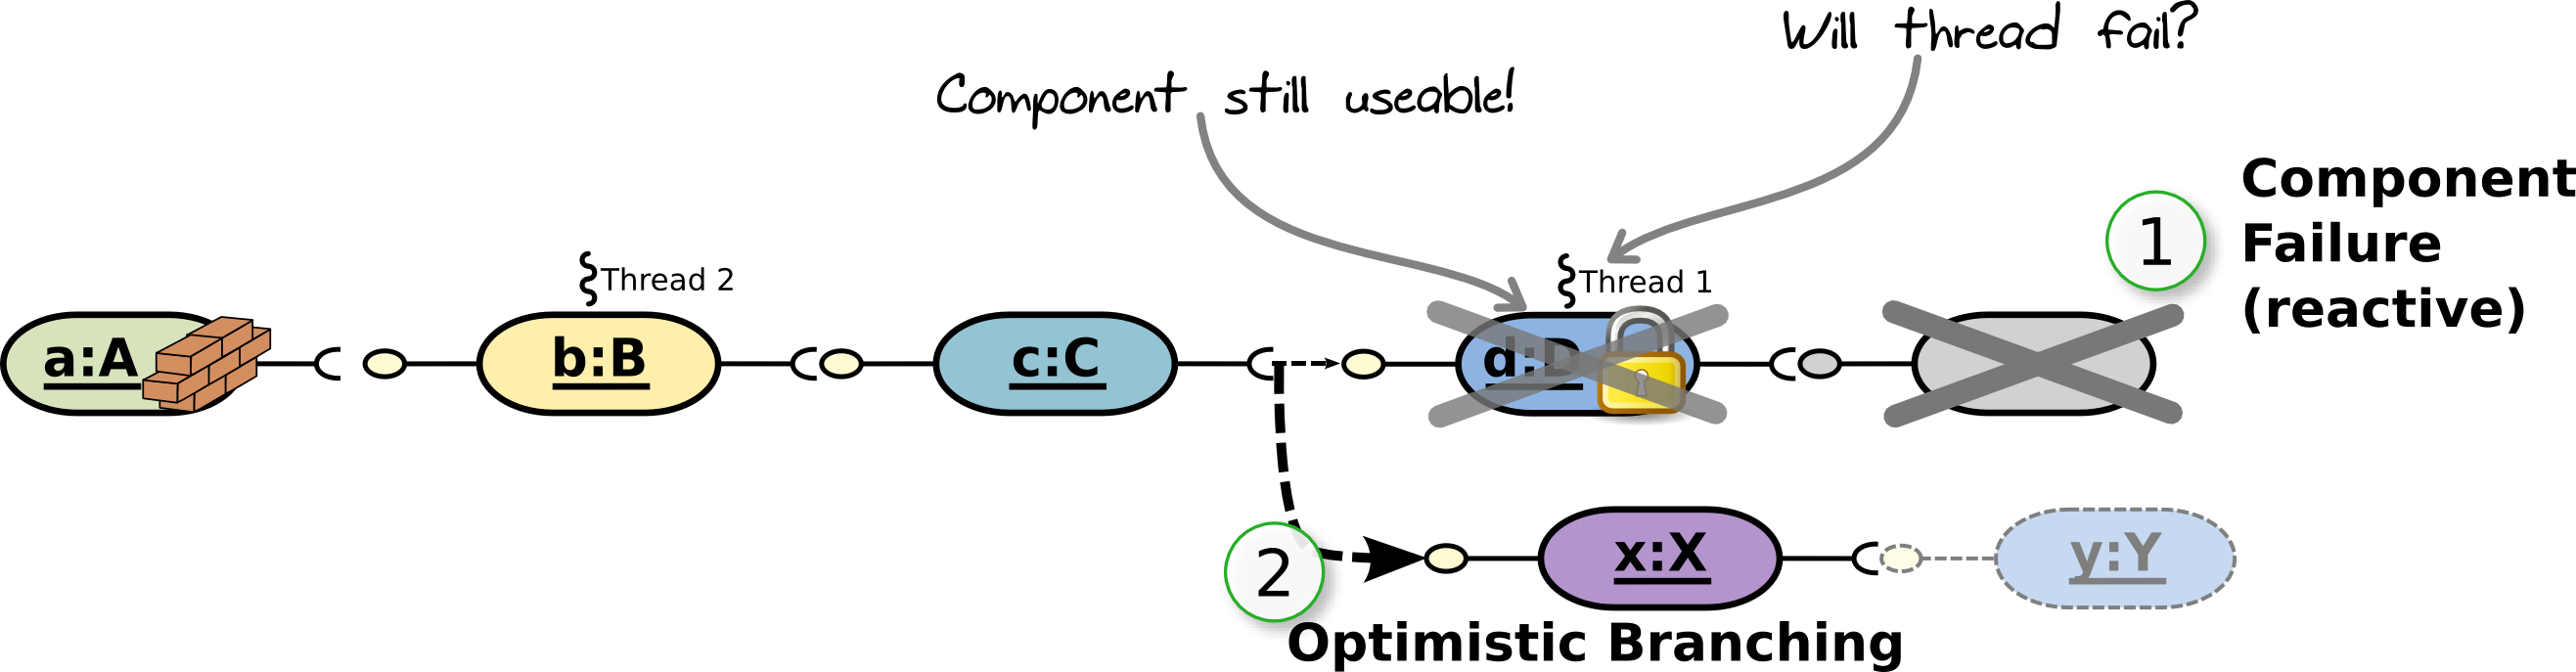 Will thread fail?
Component still useable!
Component
Failure
(reactive)
1
Thread 2
Thread 1
a:A
b:B
c:C
d:D
2
x:X
y:Y
Optimistic Branching